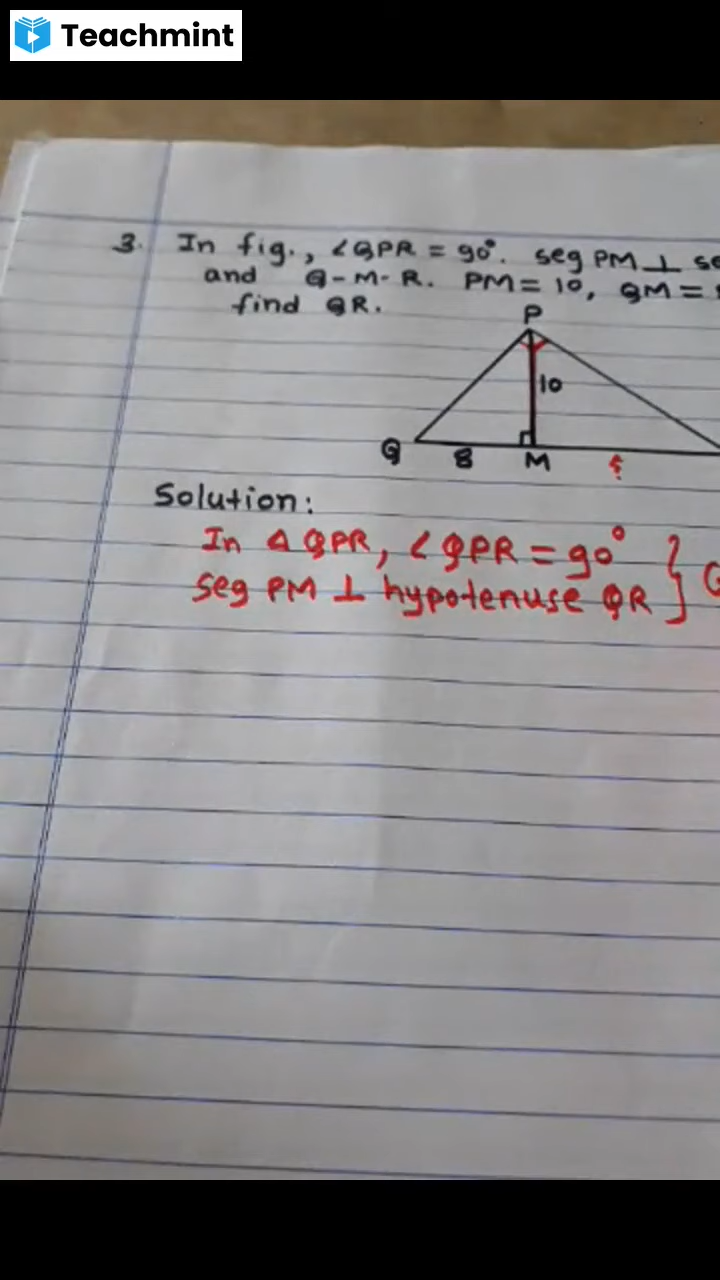 Teachmint
3. In fig., ∠QPR = 90°. seg PM ⊥ se
and Q-M-R. PM = 10, QM =
find QR.
P
10
Q 8 M ?
Solution:
In Δ QPR, ∠QPR = 90°
seg PM ⊥ hypotenuse QR }